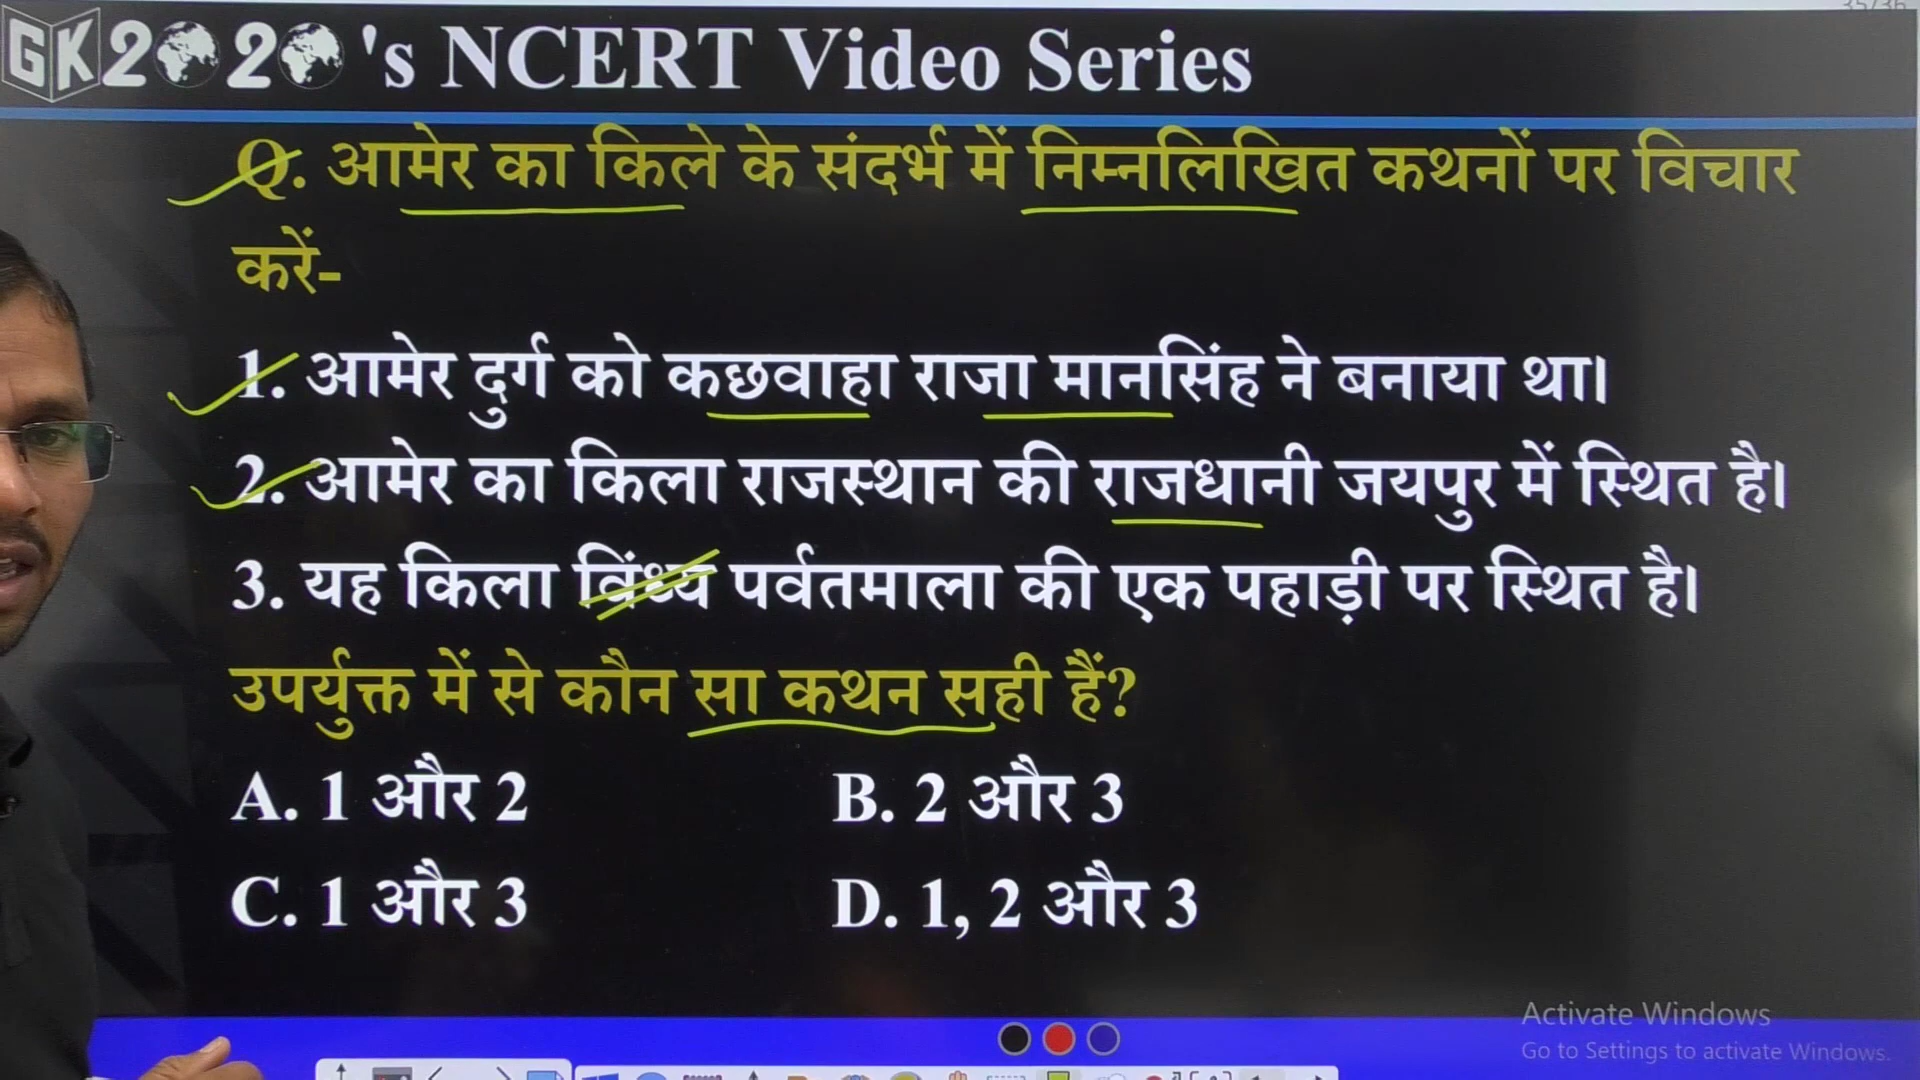 35/36
GK2020's NCERT Video Series
Q. आमेर का किले के संदर्भ में निम्नलिखित कथनों पर विचार
करें-
1. आमेर दुर्ग को कछवाहा राजा मानसिंह ने बनाया था।
2. आमेर का किला राजस्थान की राजधानी जयपुर में स्थित है।
3. यह किला विंध्य पर्वतमाला की एक पहाड़ी पर स्थित है।
उपर्युक्त में से कौन सा कथन सही हैं?
A. 1 और 2 B. 2 और 3
C. 1 और 3 D. 1, 2 और 3
Activate Windows
Go to Settings to activate Windows.